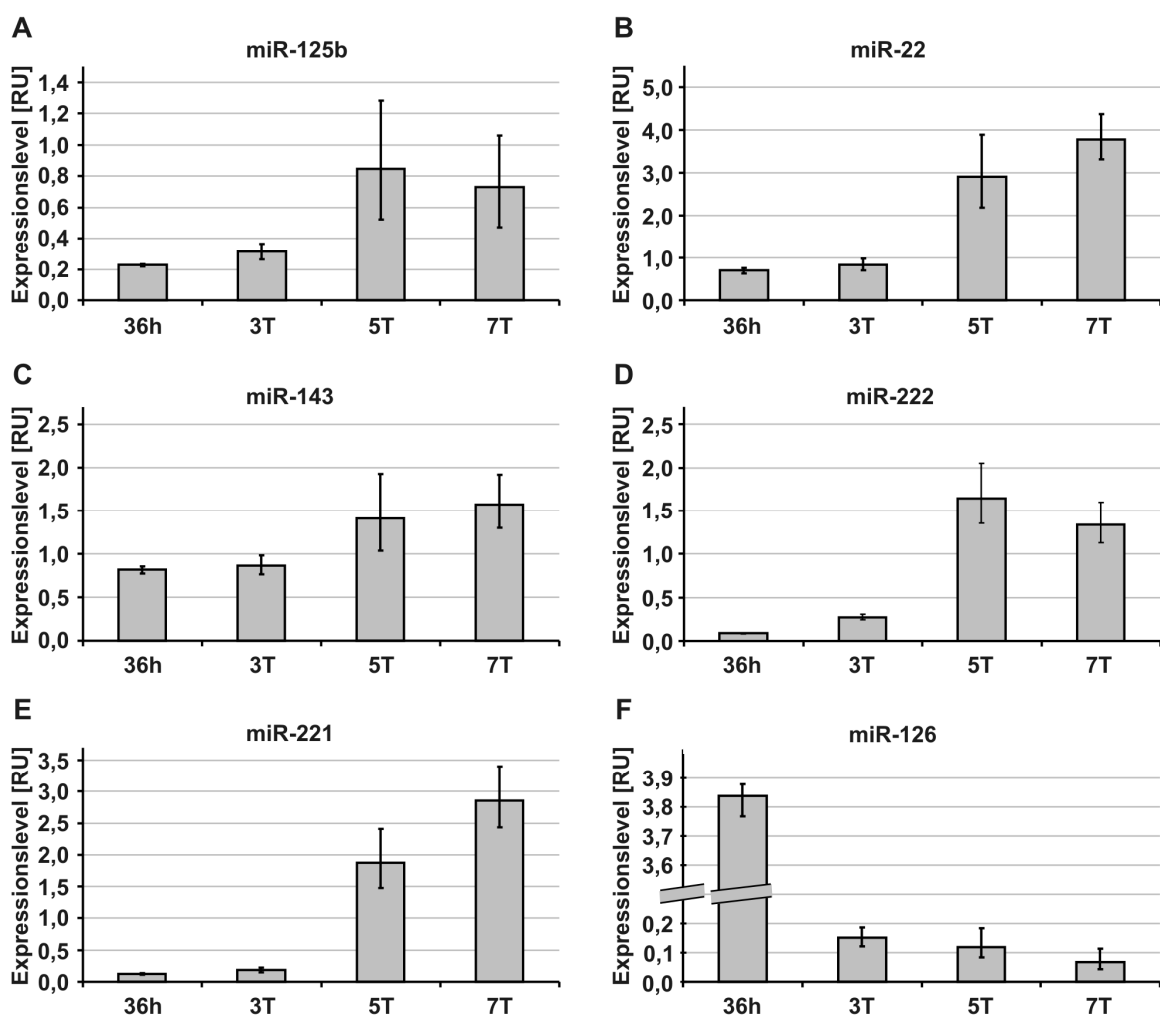 A
miR-125b
Expressionslevel [RU]
1,4
1,2
1,0
0,8
0,6
0,4
0,2
0,0
36h 3T 5T 7T
B
miR-22
Expressionslevel [RU]
5,0
4,0
3,0
2,0
1,0
0,0
36h 3T 5T 7T
C
miR-143
Expressionslevel [RU]
2,5
2,0
1,5
1,0
0,5
0,0
36h 3T 5T 7T
D
miR-222
Expressionslevel [RU]
2,5
2,0
1,5
1,0
0,5
0,0
36h 3T 5T 7T
E
miR-221
Expressionslevel [RU]
3,5
3,0
2,5
2,0
1,5
1,0
0,5
0,0
36h 3T 5T 7T
F
miR-126
Expressionslevel [RU]
3,9
3,8
3,7
3,6
0,2
0,1
0,0
36h 3T 5T 7T